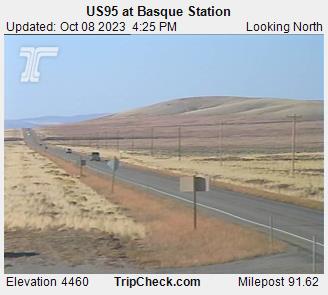 US95 at Basque Station
Updated: Oct 08 2023 4:25 PM Looking North
Elevation 4460 TripCheck.com Milepost 91.62